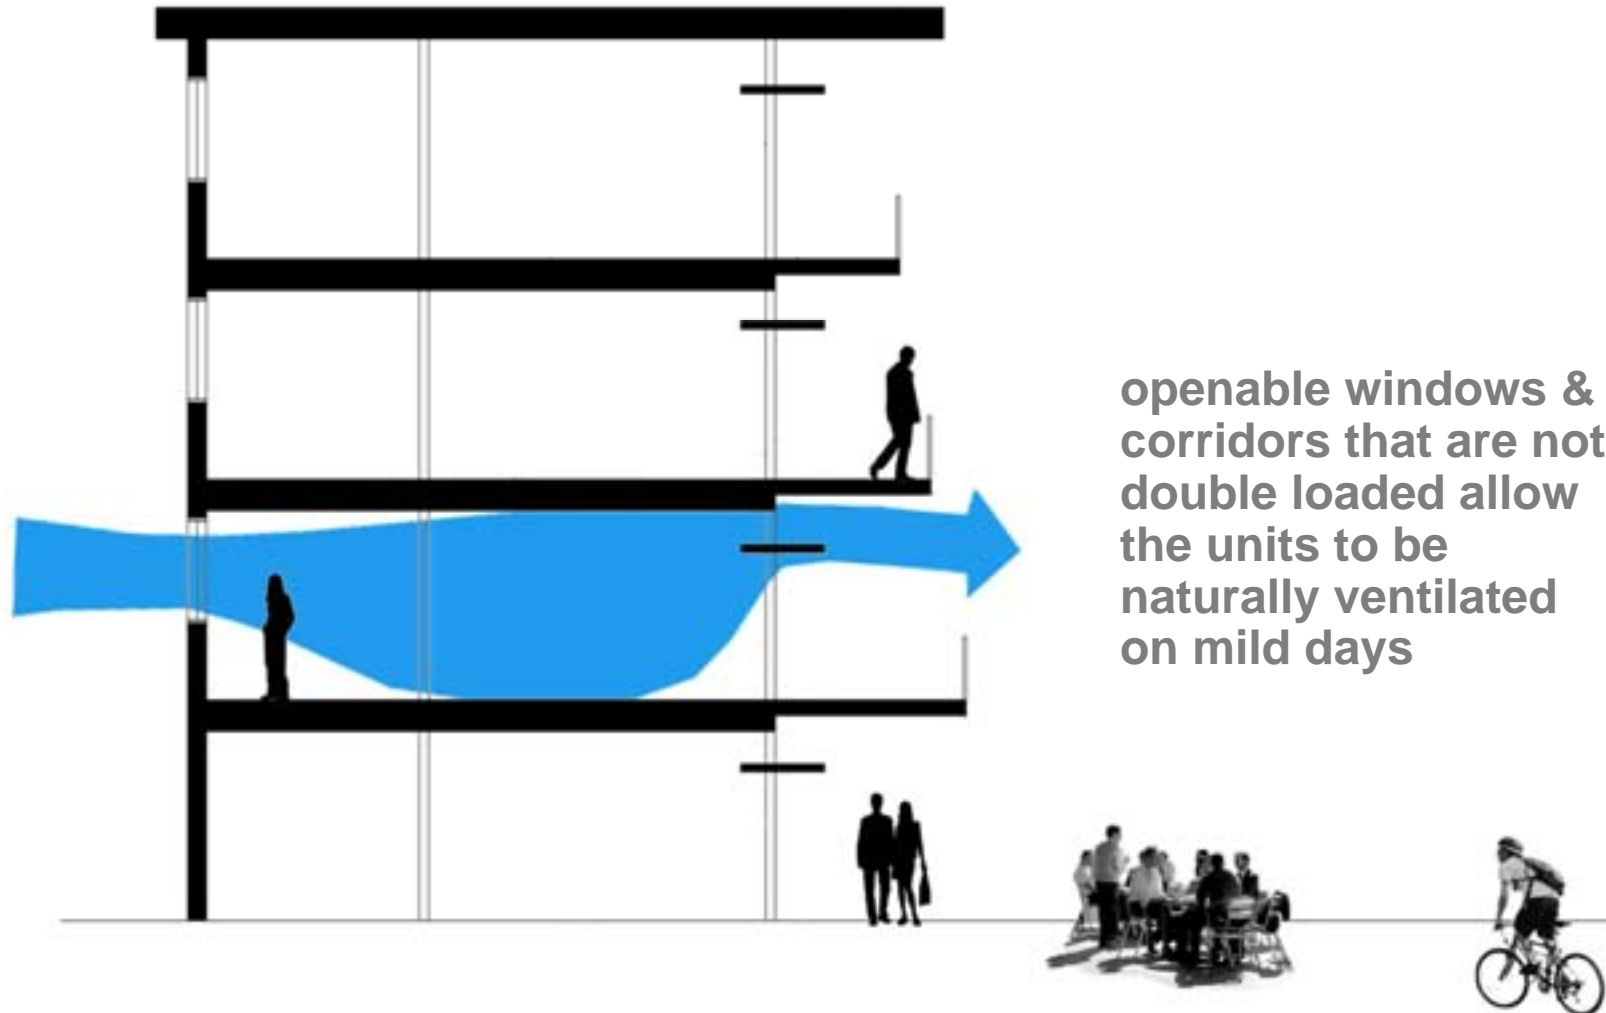 openable windows &
corridors that are not
double loaded allow
the units to be
naturally ventilated
on mild days